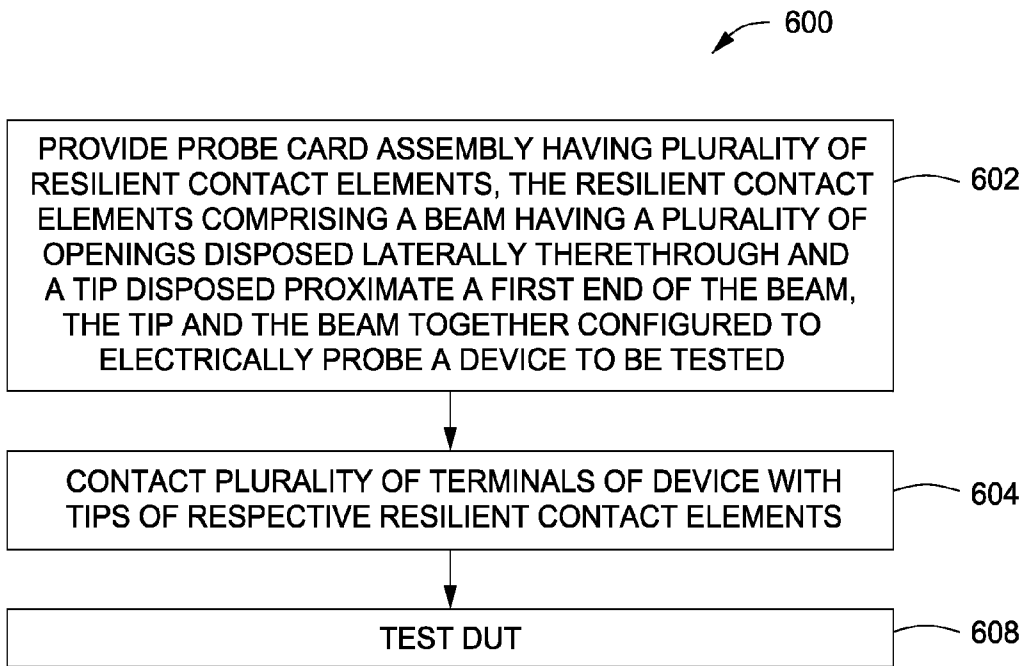 600
PROVIDE PROBE CARD ASSEMBLY HAVING PLURALITY OF
RESILIENT CONTACT ELEMENTS, THE RESILIENT CONTACT
ELEMENTS COMPRISING A BEAM HAVING A PLURALITY OF
OPENINGS DISPOSED LATERALLY THERETHROUGH AND
A TIP DISPOSED PROXIMATE A FIRST END OF THE BEAM,
THE TIP AND THE BEAM TOGETHER CONFIGURED TO
ELECTRICALLY PROBE A DEVICE TO BE TESTED
602
CONTACT PLURALITY OF TERMINALS OF DEVICE WITH
TIPS OF RESPECTIVE RESILIENT CONTACT ELEMENTS
604
TEST DUT
608